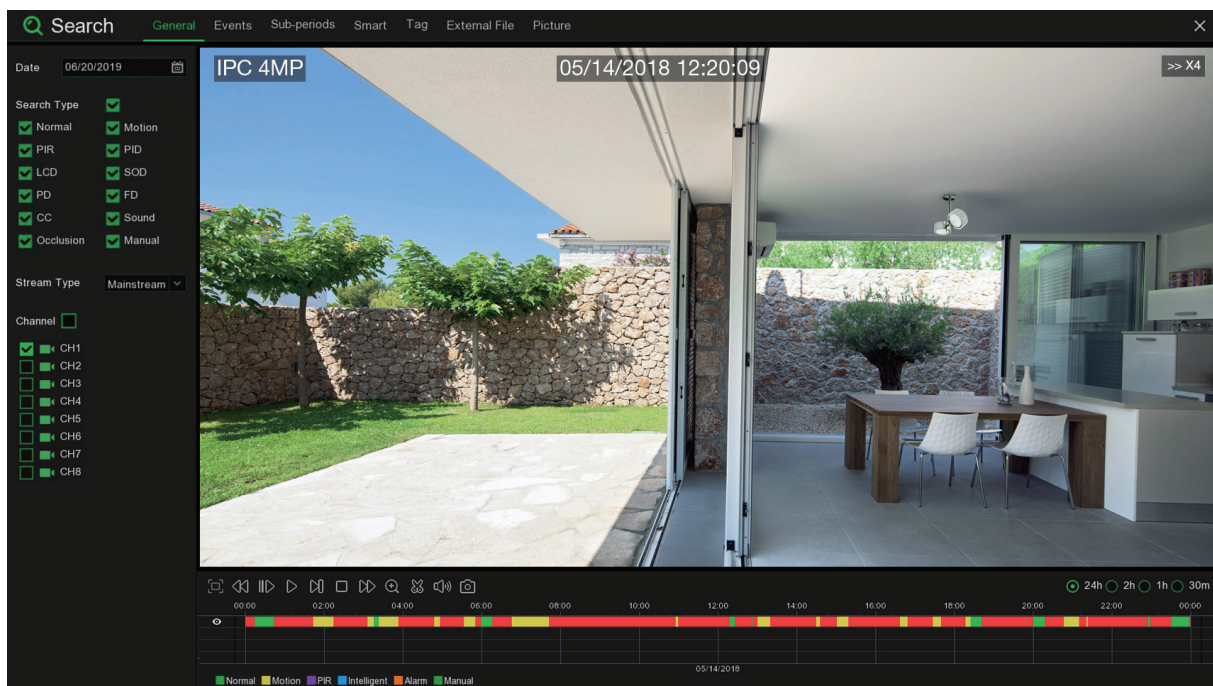 Search General Events Sub-periods Smart Tag External File Picture
Date 06/20/2019
IPC 4MP 05/14/2018 12:20:09 >> X4
Search Type
Normal Motion
PIR PID
LCD SOD
PD FD
CC Sound
Occlusion Manual
Stream Type Mainstream
Channel
CH1
CH2
CH3
CH4
CH5
CH6
CH7
CH8
24h 2h 1h 30m
00:00 02:00 04:00 06:00 08:00 10:00 12:00 14:00 16:00 18:00 20:00 22:00 00:00
05/14/2018
Normal Motion PIR Intelligent Alarm Manual